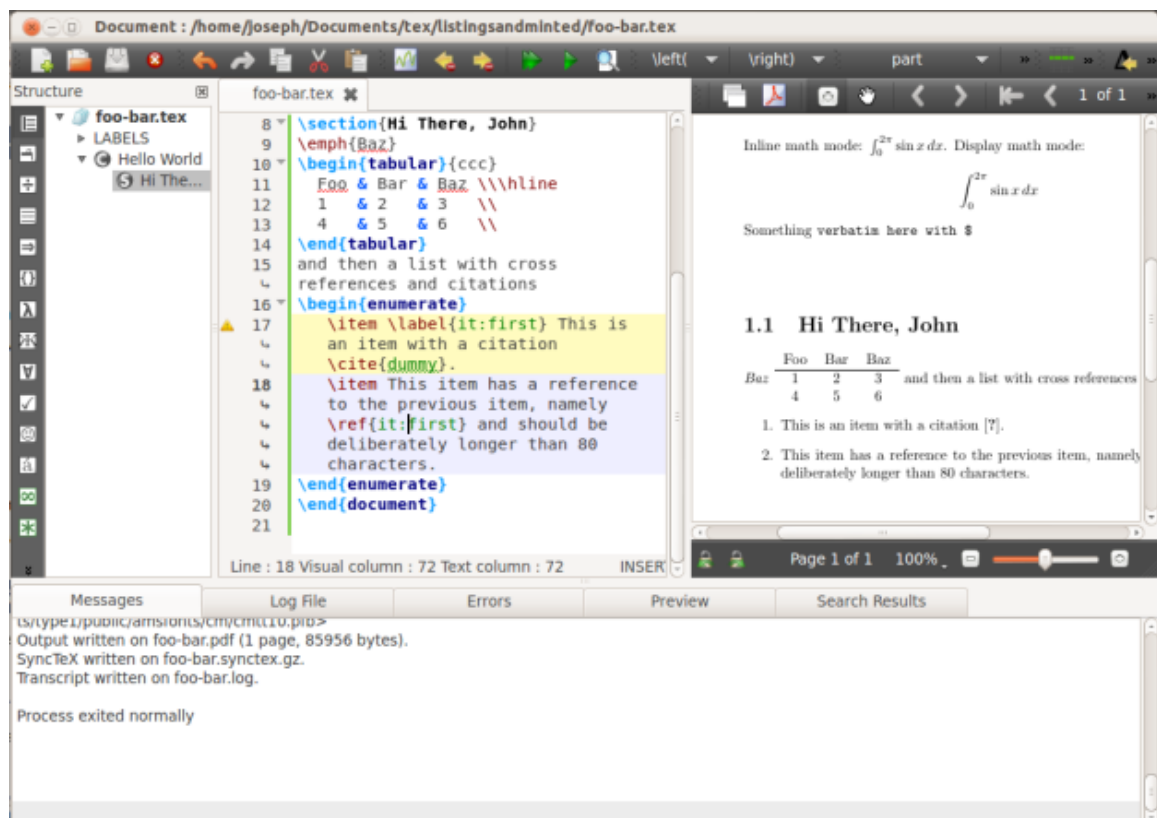 Document : /home/joseph/Documents/tex/listingsandminted/foo-bar.tex
\left( \right) part
Structure
foo-bar.tex
LABELS
Hello World
Hi The...
foo-bar.tex
8 \section{Hi There, John}
9 \emph{Baz}
10 \begin{tabular}{ccc}
11 Foo & Bar & Baz \\\hline
12 1 & 2 & 3 \\
13 4 & 5 & 6 \\
14 \end{tabular}
15 and then a list with cross
references and citations
16 \begin{enumerate}
17 \item \label{it:first} This is
an item with a citation
\cite{dummy}.
18 \item This item has a reference
to the previous item, namely
\ref{it:first} and should be
deliberately longer than 80
characters.
19 \end{enumerate}
20 \end{document}
21
Line : 18 Visual column : 72 Text column : 72 INSER
1 of 1
Inline math mode: ∫₀^{2π} sin x dx. Display math mode:
∫₀^{2π} sin x dx
Something verbatim here with $
1.1 Hi There, John
Foo Bar Baz
Baz 1 2 3 and then a list with cross references
4 5 6
1. This is an item with a citation [?].
2. This item has a reference to the previous item, namely
deliberately longer than 80 characters.
Page 1 of 1 100%
Messages Log File Errors Preview Search Results
ts/type1/public/amsfonts/cm/cmtt10.pfb>
Output written on foo-bar.pdf (1 page, 85956 bytes).
SyncTeX written on foo-bar.synctex.gz.
Transcript written on foo-bar.log.
Process exited normally